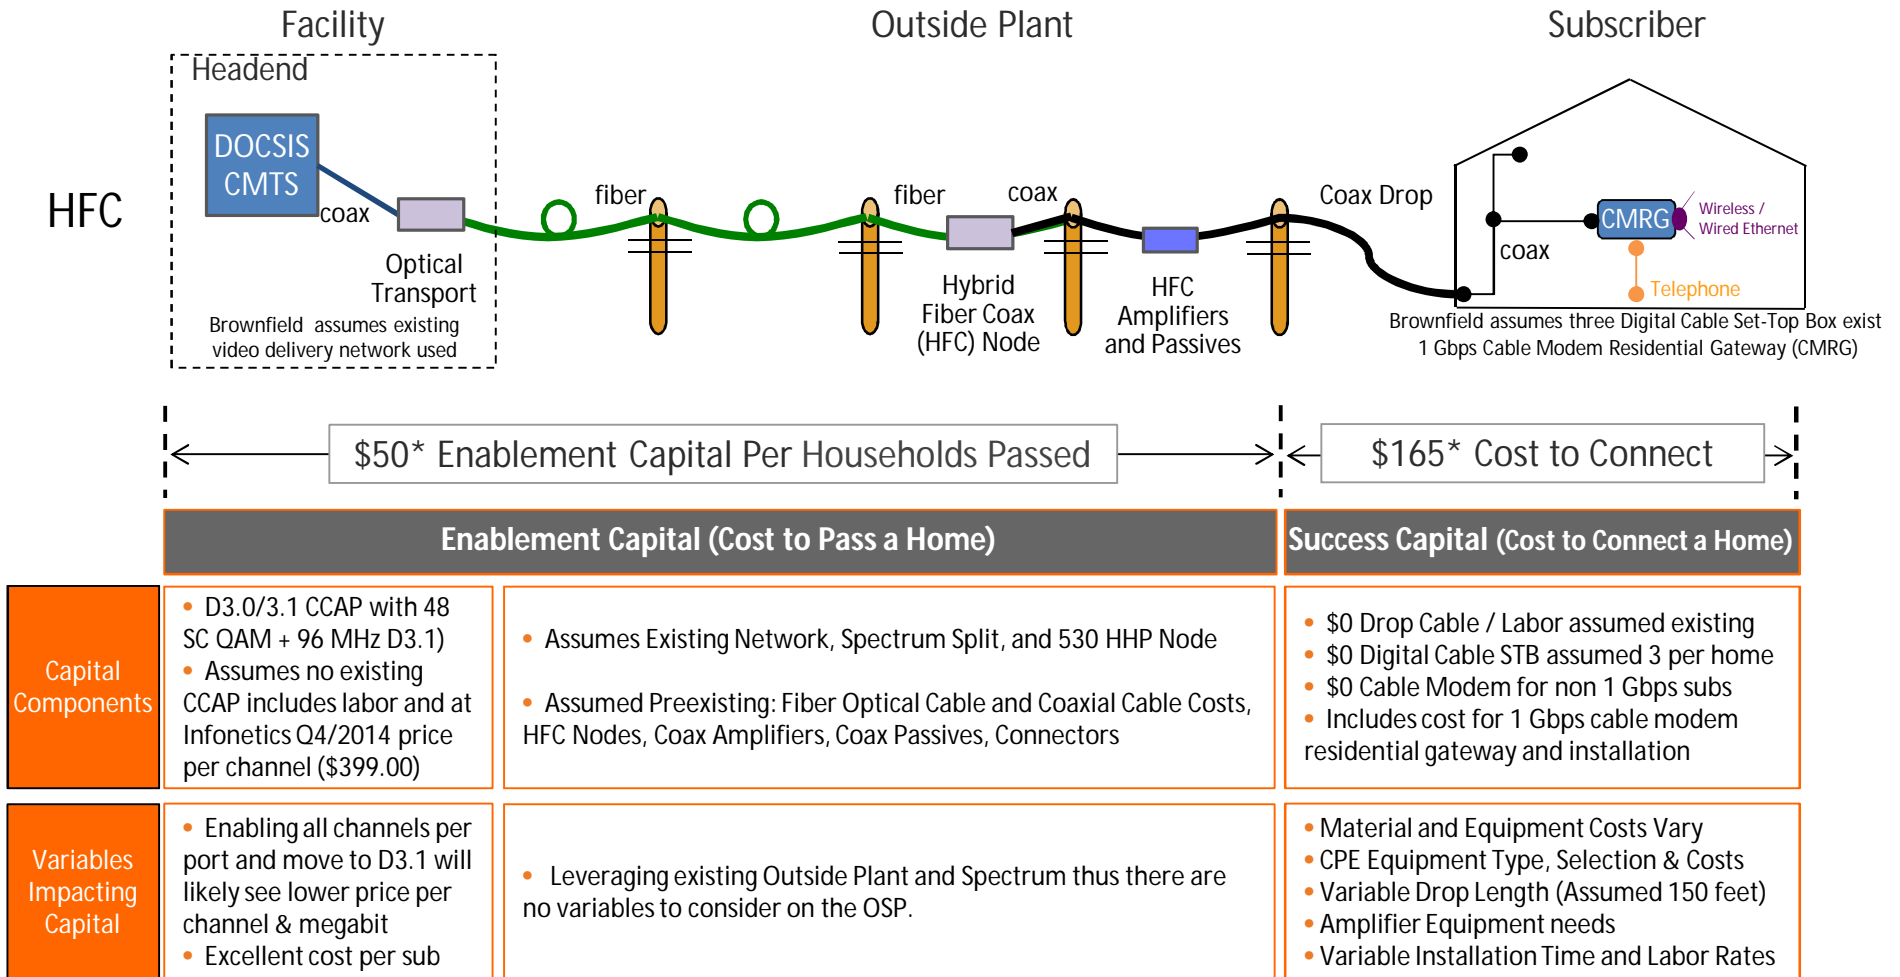 Facility
Outside Plant
Subscriber
Headend
DOCSIS
CMTS
HFC
coax
fiber
fiber
coax
Coax Drop
Optical
Transport
Hybrid
Fiber Coax
(HFC) Node
HFC
Amplifiers
and Passives
coax
CMRG
Wireless /
Wired Ethernet
Telephone
Brownfield assumes existing
video delivery network used
Brownfield assumes three Digital Cable Set-Top Box exist
1 Gbps Cable Modem Residential Gateway (CMRG)
$50* Enablement Capital Per Households Passed
$165* Cost to Connect
Enablement Capital (Cost to Pass a Home)
Success Capital (Cost to Connect a Home)
Capital
Components
• D3.0/3.1 CCAP with 48
SC QAM + 96 MHz D3.1)
• Assumes no existing
CCAP includes labor and at
Infonetics Q4/2014 price
per channel ($399.00)
• Assumes Existing Network, Spectrum Split, and 530 HHP Node
• Assumed Preexisting: Fiber Optical Cable and Coaxial Cable Costs,
HFC Nodes, Coax Amplifiers, Coax Passives, Connectors
• $0 Drop Cable / Labor assumed existing
• $0 Digital Cable STB assumed 3 per home
• $0 Cable Modem for non 1 Gbps subs
• Includes cost for 1 Gbps cable modem
residential gateway and installation
Variables
Impacting
Capital
• Enabling all channels per
port and move to D3.1 will
likely see lower price per
channel & megabit
• Excellent cost per sub
• Leveraging existing Outside Plant and Spectrum thus there are
no variables to consider on the OSP.
• Material and Equipment Costs Vary
• CPE Equipment Type, Selection & Costs
• Variable Drop Length (Assumed 150 feet)
• Amplifier Equipment needs
• Variable Installation Time and Labor Rates